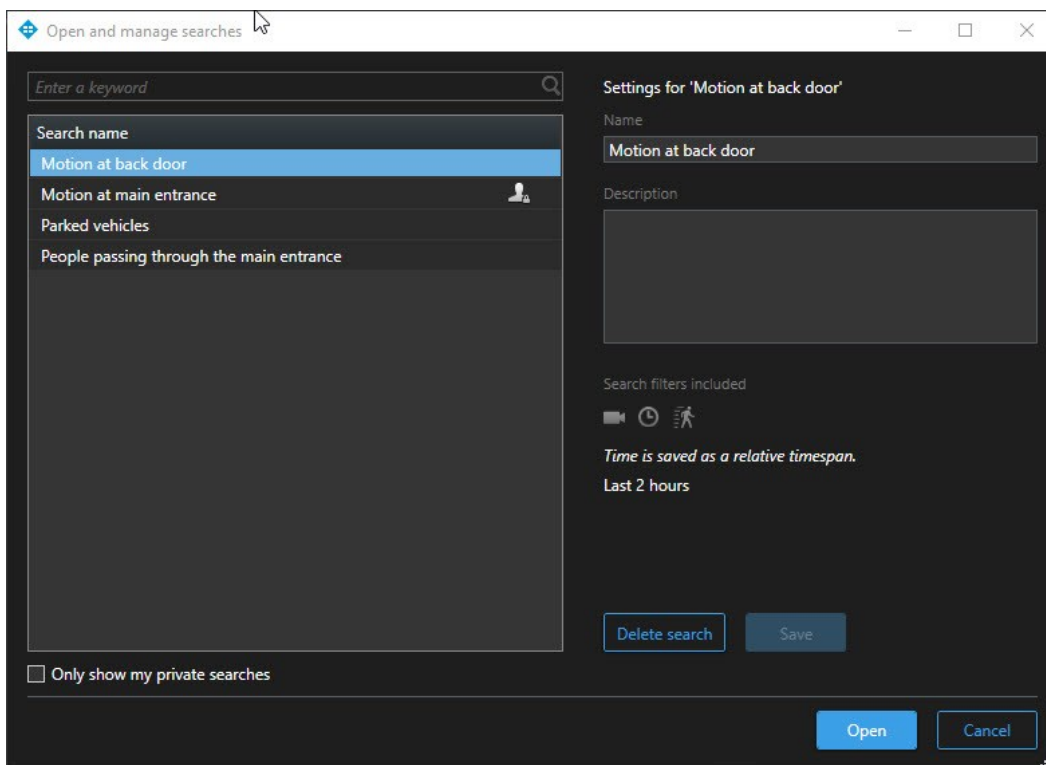 Open and manage searches
Enter a keyword
Search name
Motion at back door
Motion at main entrance
Parked vehicles
People passing through the main entrance
Only show my private searches
Settings for 'Motion at back door'
Name
Motion at back door
Description
Search filters included
Time is saved as a relative timespan.
Last 2 hours
Delete search
Save
Open
Cancel